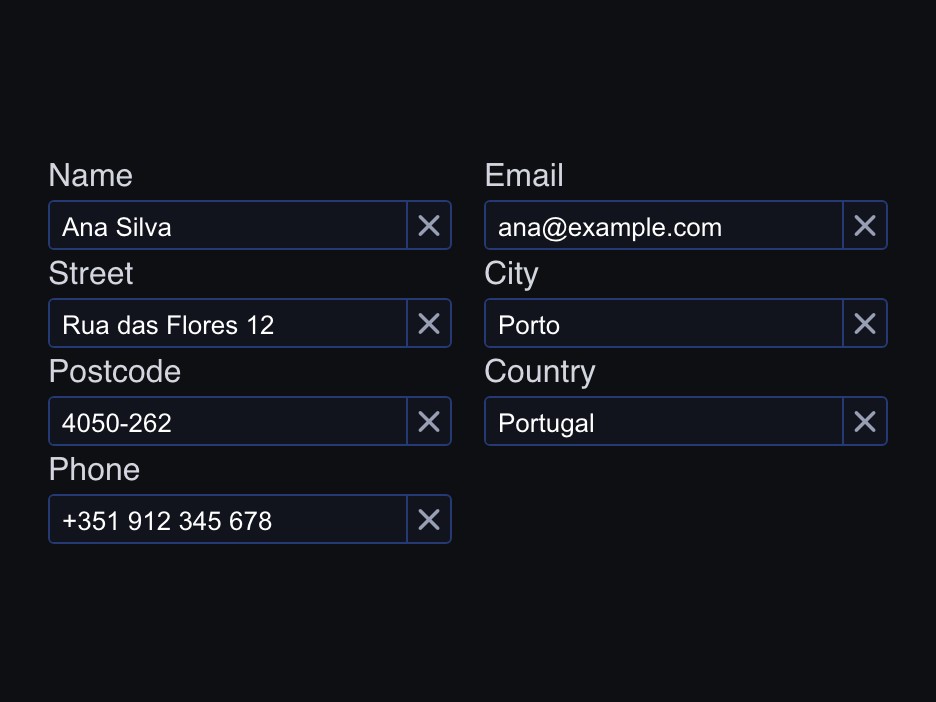 Name
Ana Silva
Email
ana@example.com
Street
Rua das Flores 12
City
Porto
Postcode
4050-262
Country
Portugal
Phone
+351 912 345 678